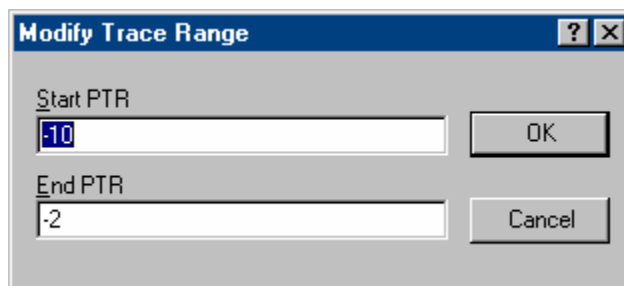 Modify Trace Range
Start PTR
-10
OK
End PTR
-2
Cancel